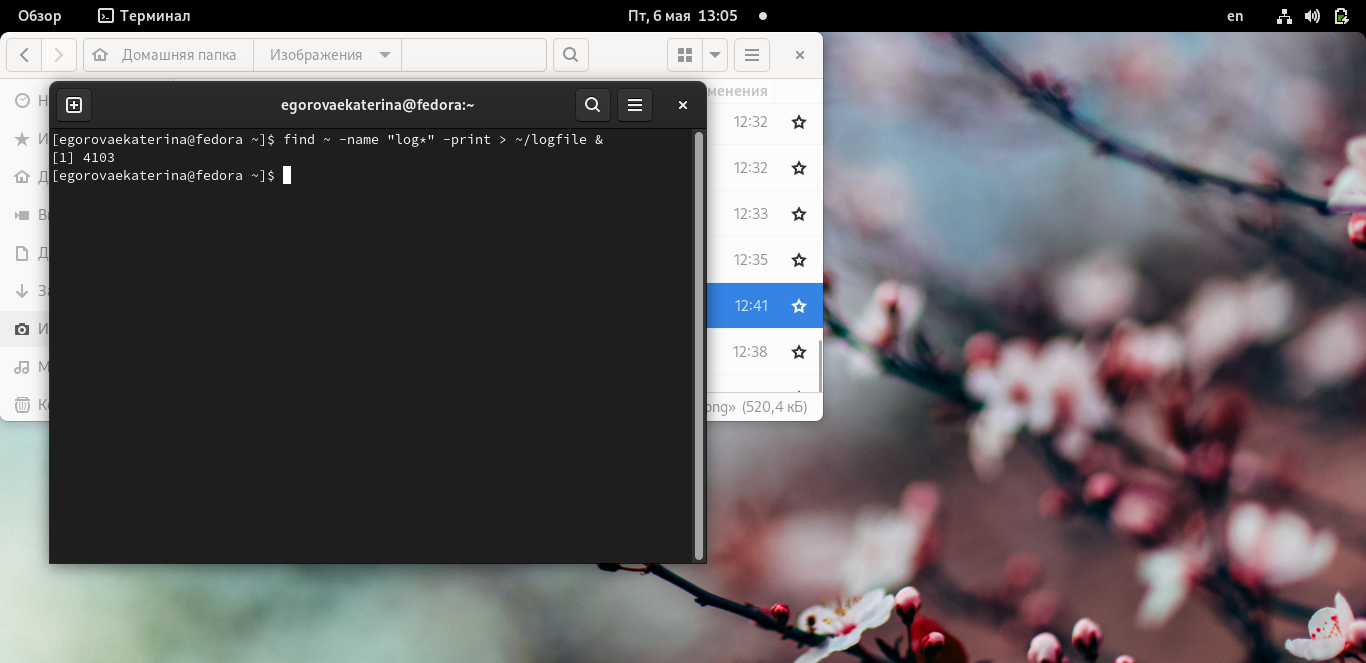 Обзор
Терминал
Пт, 6 мая 13:05
en
Домашняя папка
Изображения
менения
egorovaekaterina@fedora:~
[egorovaekaterina@fedora ~]$ find ~ -name "log*" -print > ~/logfile &
[1] 4103
[egorovaekaterina@fedora ~]$
12:32
12:32
12:33
12:35
12:41
12:38
png» (520,4 кБ)